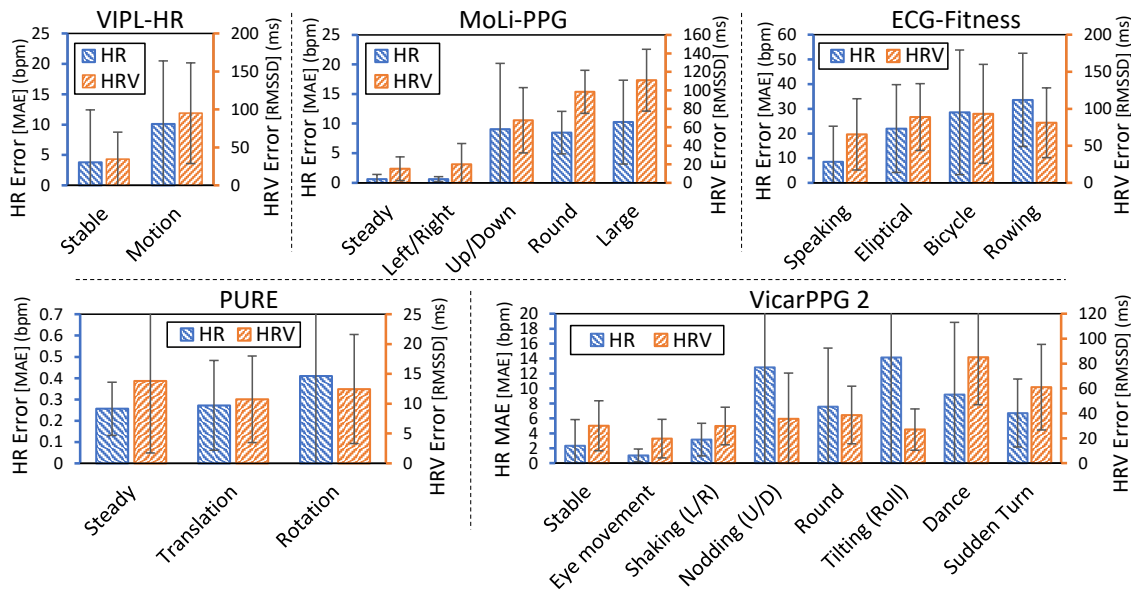 VIPL-HR
HR Error [MAE] (bpm)
25
20
15
10
5
0
HR
HRV
200
150
100
50
0
HRV Error [RMSSD] (ms)
Stable
Motion
MoLi-PPG
HR Error [MAE] (bpm)
25
20
15
10
5
0
HR
HRV
160
140
120
100
80
60
40
20
0
HRV Error [RMSSD] (ms)
Steady
Left/Right
Up/Down
Round
Large
ECG-Fitness
HR Error [MAE] (bpm)
60
50
40
30
20
10
0
HR
HRV
200
150
100
50
0
HRV Error [RMSSD] (ms)
Speaking
Eliptical
Bicycle
Rowing
PURE
HR Error [MAE] (bpm)
0.7
0.6
0.5
0.4
0.3
0.2
0.1
0
HR
HRV
25
20
15
10
5
0
HRV Error [RMSSD] (ms)
Steady
Translation
Rotation
VicarPPG 2
HR MAE [MAE] (bpm)
20
18
16
14
12
10
8
6
4
2
0
HR
HRV
120
100
80
60
40
20
0
HRV Error [RMSSD] (ms)
Stable
Eye movement
Shaking (L/R)
Nodding (U/D)
Round
Tilting (Roll)
Dance
Sudden Turn